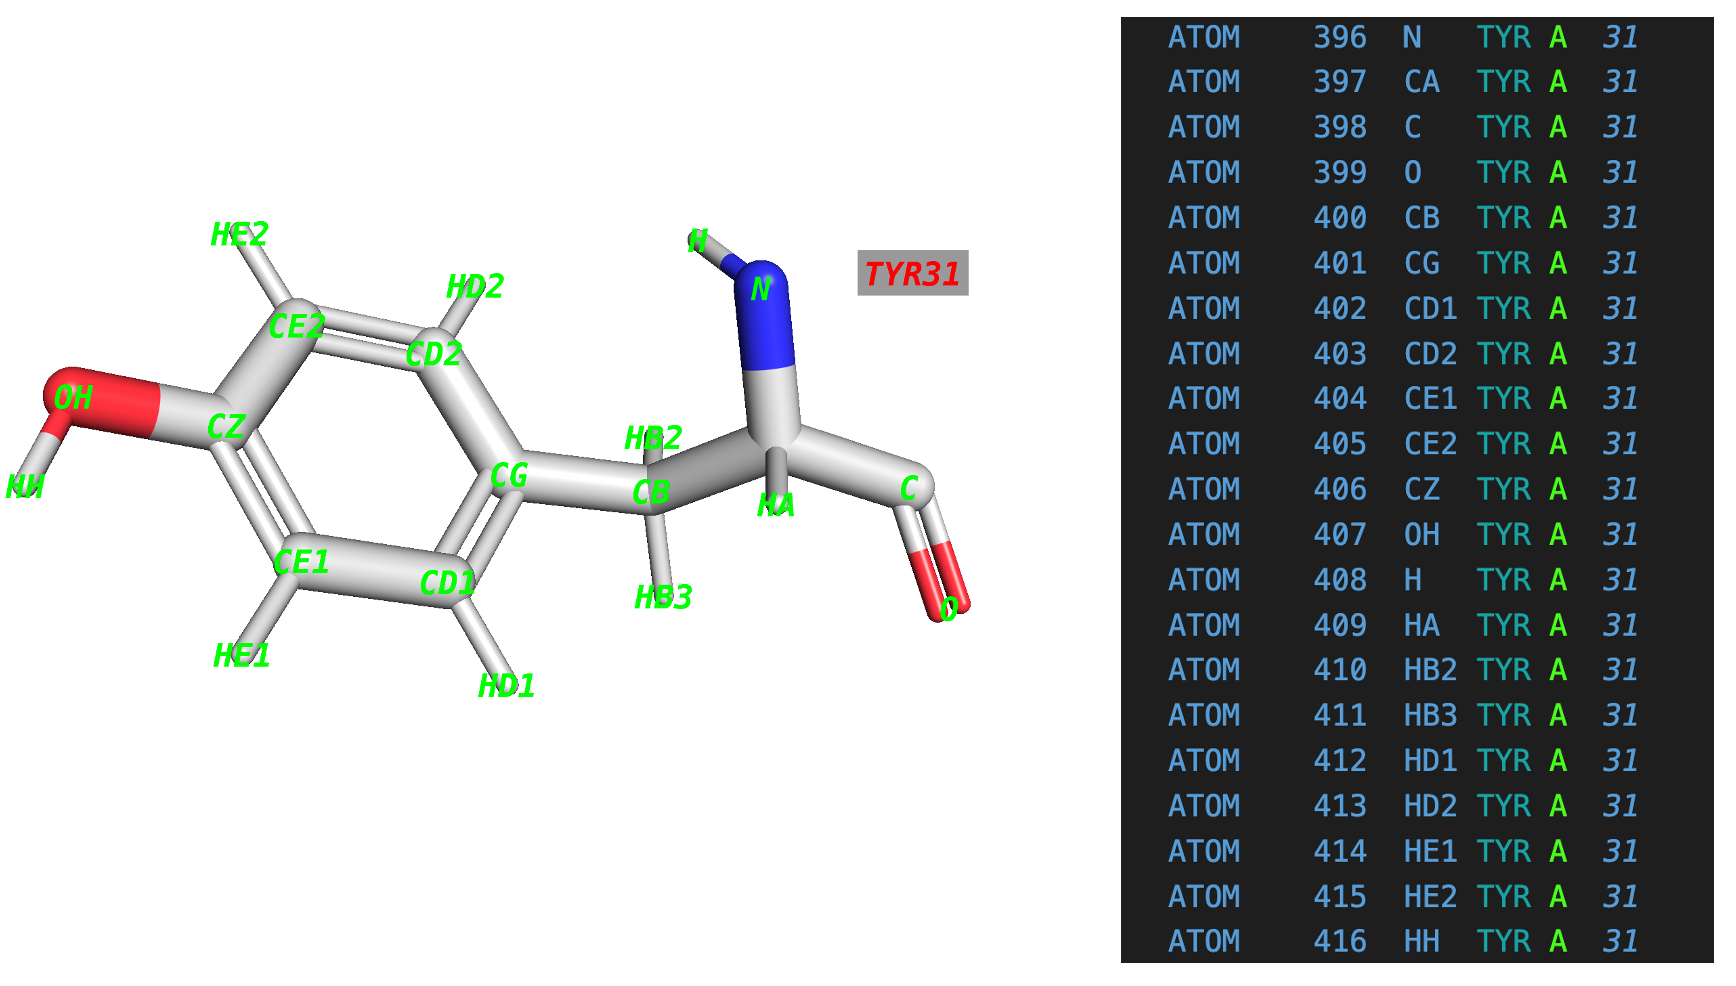 HE2
H
HD2
N
TYR31
CE2
CD2
OH
CZ
HB2
CG
CB
C
HH
HA
CE1
CD1
HB3
O
HE1
HD1
ATOM 396 N TYR A 31
ATOM 397 CA TYR A 31
ATOM 398 C TYR A 31
ATOM 399 O TYR A 31
ATOM 400 CB TYR A 31
ATOM 401 CG TYR A 31
ATOM 402 CD1 TYR A 31
ATOM 403 CD2 TYR A 31
ATOM 404 CE1 TYR A 31
ATOM 405 CE2 TYR A 31
ATOM 406 CZ TYR A 31
ATOM 407 OH TYR A 31
ATOM 408 H TYR A 31
ATOM 409 HA TYR A 31
ATOM 410 HB2 TYR A 31
ATOM 411 HB3 TYR A 31
ATOM 412 HD1 TYR A 31
ATOM 413 HD2 TYR A 31
ATOM 414 HE1 TYR A 31
ATOM 415 HE2 TYR A 31
ATOM 416 HH TYR A 31